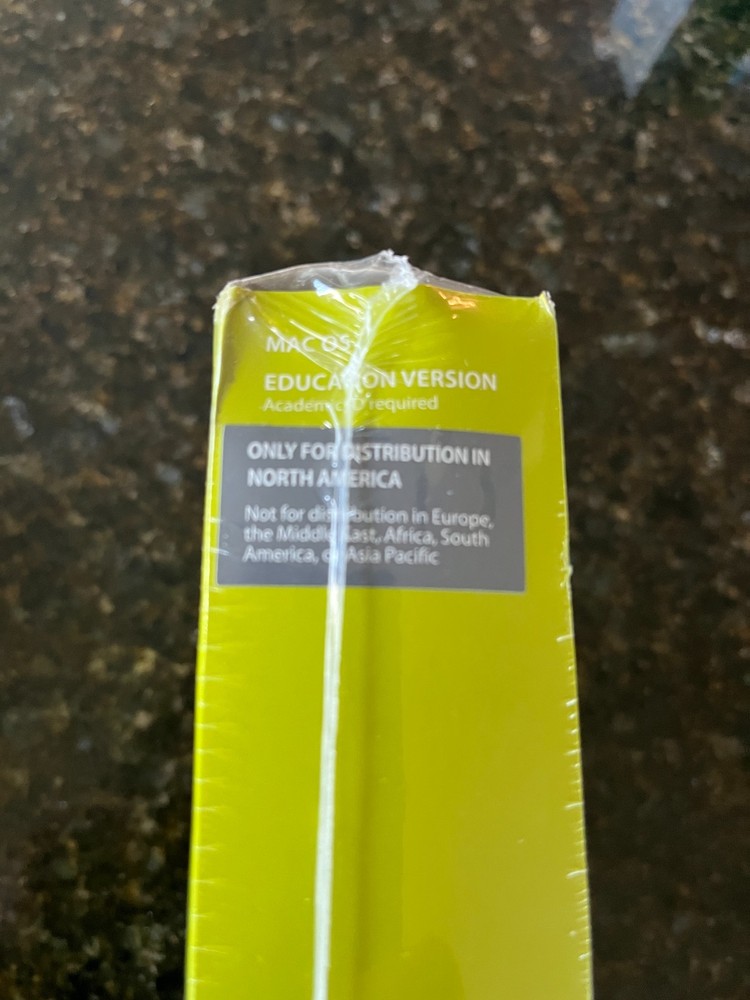 MAC OS
EDUCATION VERSION
Academic ID required
ONLY FOR DISTRIBUTION IN
NORTH AMERICA
Not for distribution in Europe,
the Middle East, Africa, South
America, or Asia Pacific